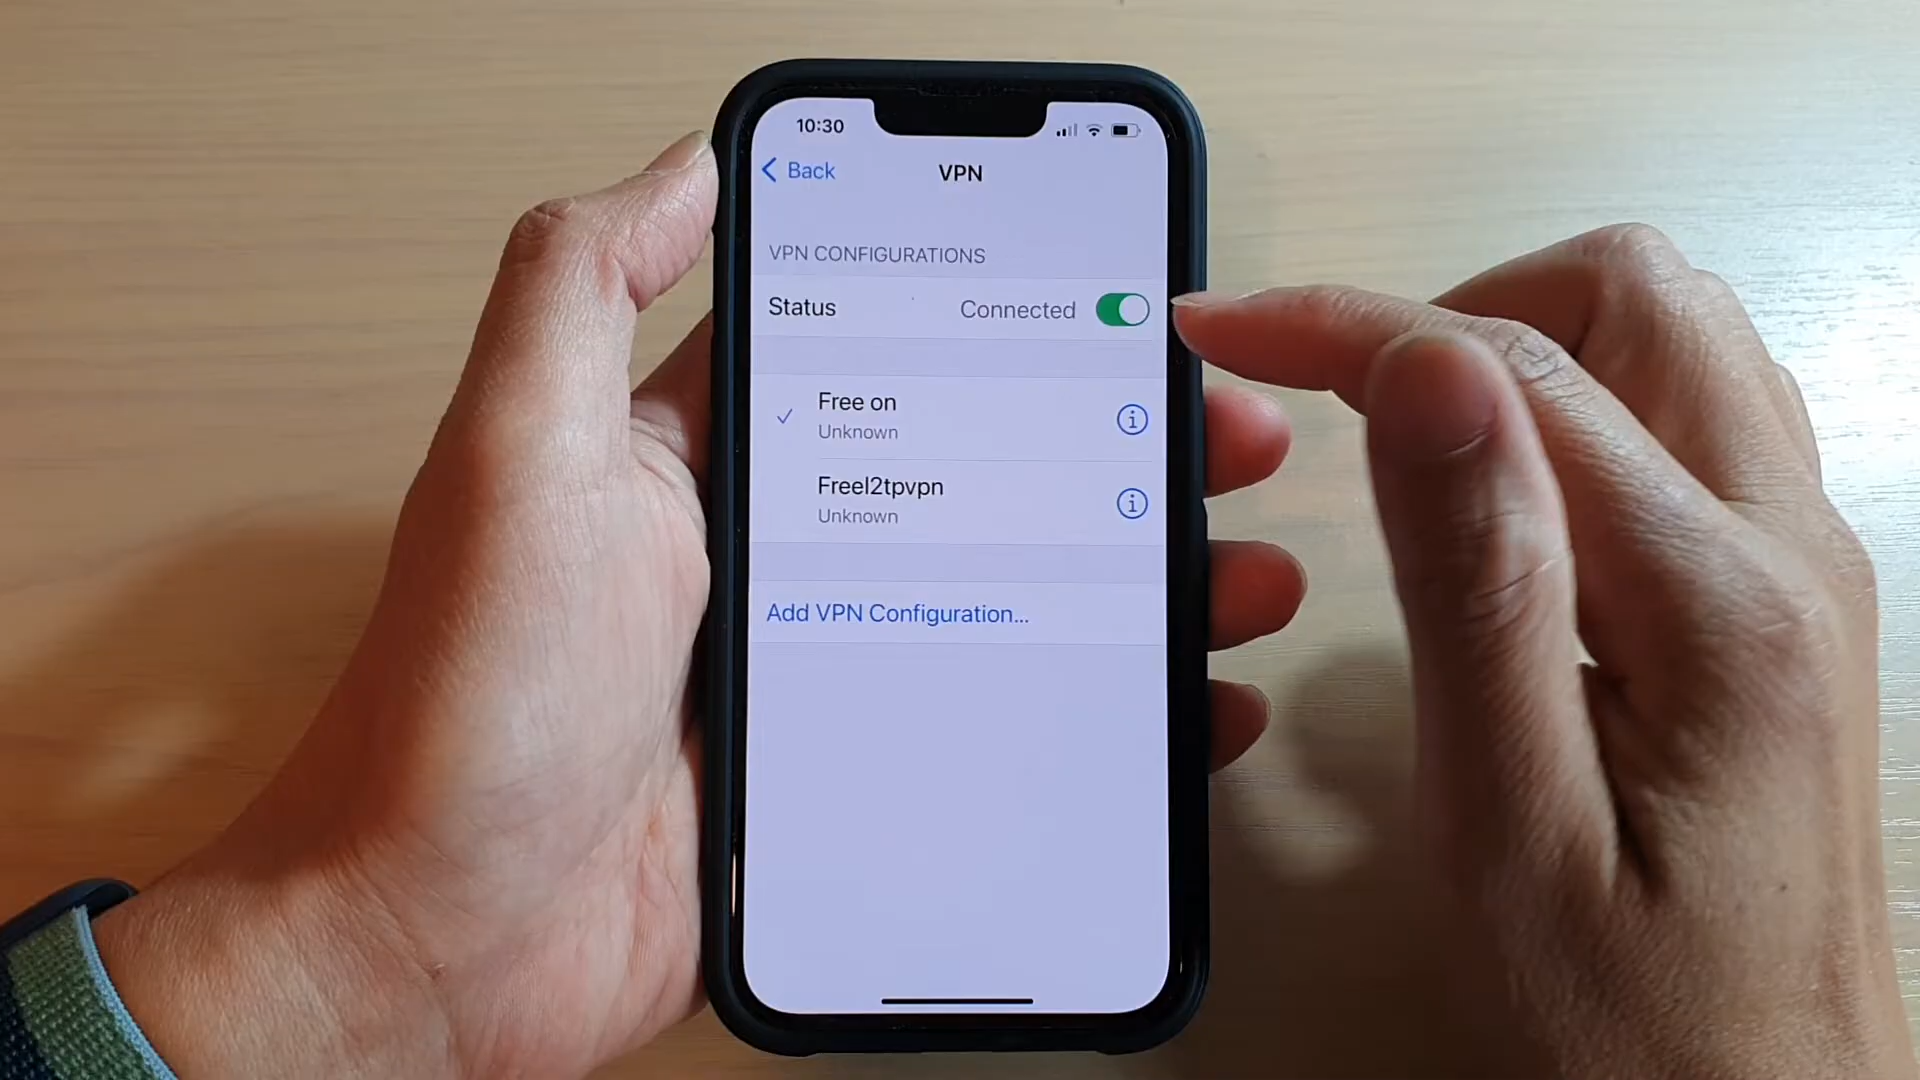 10:30
Back
VPN
VPN CONFIGURATIONS
Status Connected
Free on
Unknown
Freel2tpvpn
Unknown
Add VPN Configuration...